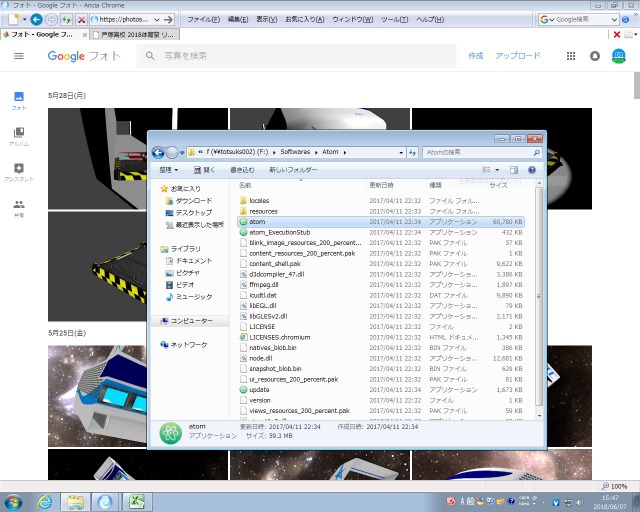 フォト - Google フォト - Ancia Chrome
https://photos...
ファイル(F) 編集(E) 表示(V) お気に入り(A) ウィンドウ(W) ツール(T) ヘルプ(H)
Google検索
フォト - Google フ...
戸塚高校 2018体育祭 リ...
Google フォト
写真を検索
作成 アップロード
5月28日(月)
フォト
アルバム
アシスタント
共有
5月25日(金)
« f (¥¥totsuks002) (F:) ▸ Softwares ▸ Atom ▸
Atomの検索
整理 開く 書き込む 新しいフォルダー
お気に入り
ダウンロード
デスクトップ
最近表示した場所
ライブラリ
ドキュメント
ピクチャ
ビデオ
ミュージック
コンピューター
ネットワーク
名前 更新日時 種類 サイズ
locales 2017/04/11 22:32 ファイル フォル...
resources 2017/04/11 22:33 ファイル フォル...
atom 2017/04/11 22:34 アプリケーション 60,780 KB
atom_ExecutionStub 2017/04/11 22:34 アプリケーション 432 KB
blink_image_resources_200_percent... 2017/04/11 22:32 PAK ファイル 57 KB
content_resources_200_percent.pak 2017/04/11 22:32 PAK ファイル 1 KB
content_shell.pak 2017/04/11 22:32 PAK ファイル 9,622 KB
d3dcompiler_47.dll 2017/04/11 22:34 アプリケーショ... 3,386 KB
ffmpeg.dll 2017/04/11 22:34 アプリケーショ... 1,897 KB
icudtl.dat 2017/04/11 22:32 DAT ファイル 9,890 KB
libEGL.dll 2017/04/11 22:34 アプリケーショ... 79 KB
libGLESv2.dll 2017/04/11 22:34 アプリケーショ... 2,171 KB
LICENSE 2017/04/11 22:32 ファイル 2 KB
LICENSES.chromium 2017/04/11 22:32 HTML ドキュメ... 1,345 KB
natives_blob.bin 2017/04/11 22:32 BIN ファイル 386 KB
node.dll 2017/04/11 22:34 アプリケーショ... 12,681 KB
snapshot_blob.bin 2017/04/11 22:32 BIN ファイル 629 KB
ui_resources_200_percent.pak 2017/04/11 22:32 PAK ファイル 81 KB
update 2017/04/11 22:34 アプリケーション 1,673 KB
version 2017/04/11 22:32 ファイル 1 KB
views_resources_200_percent.pak 2017/04/11 22:32 PAK ファイル 59 KB
atom 更新日時: 2017/04/11 22:34 作成日時: 2017/04/11 22:34
アプリケーション サイズ: 59.3 MB
100%
A 般
15:47
2018/06/07